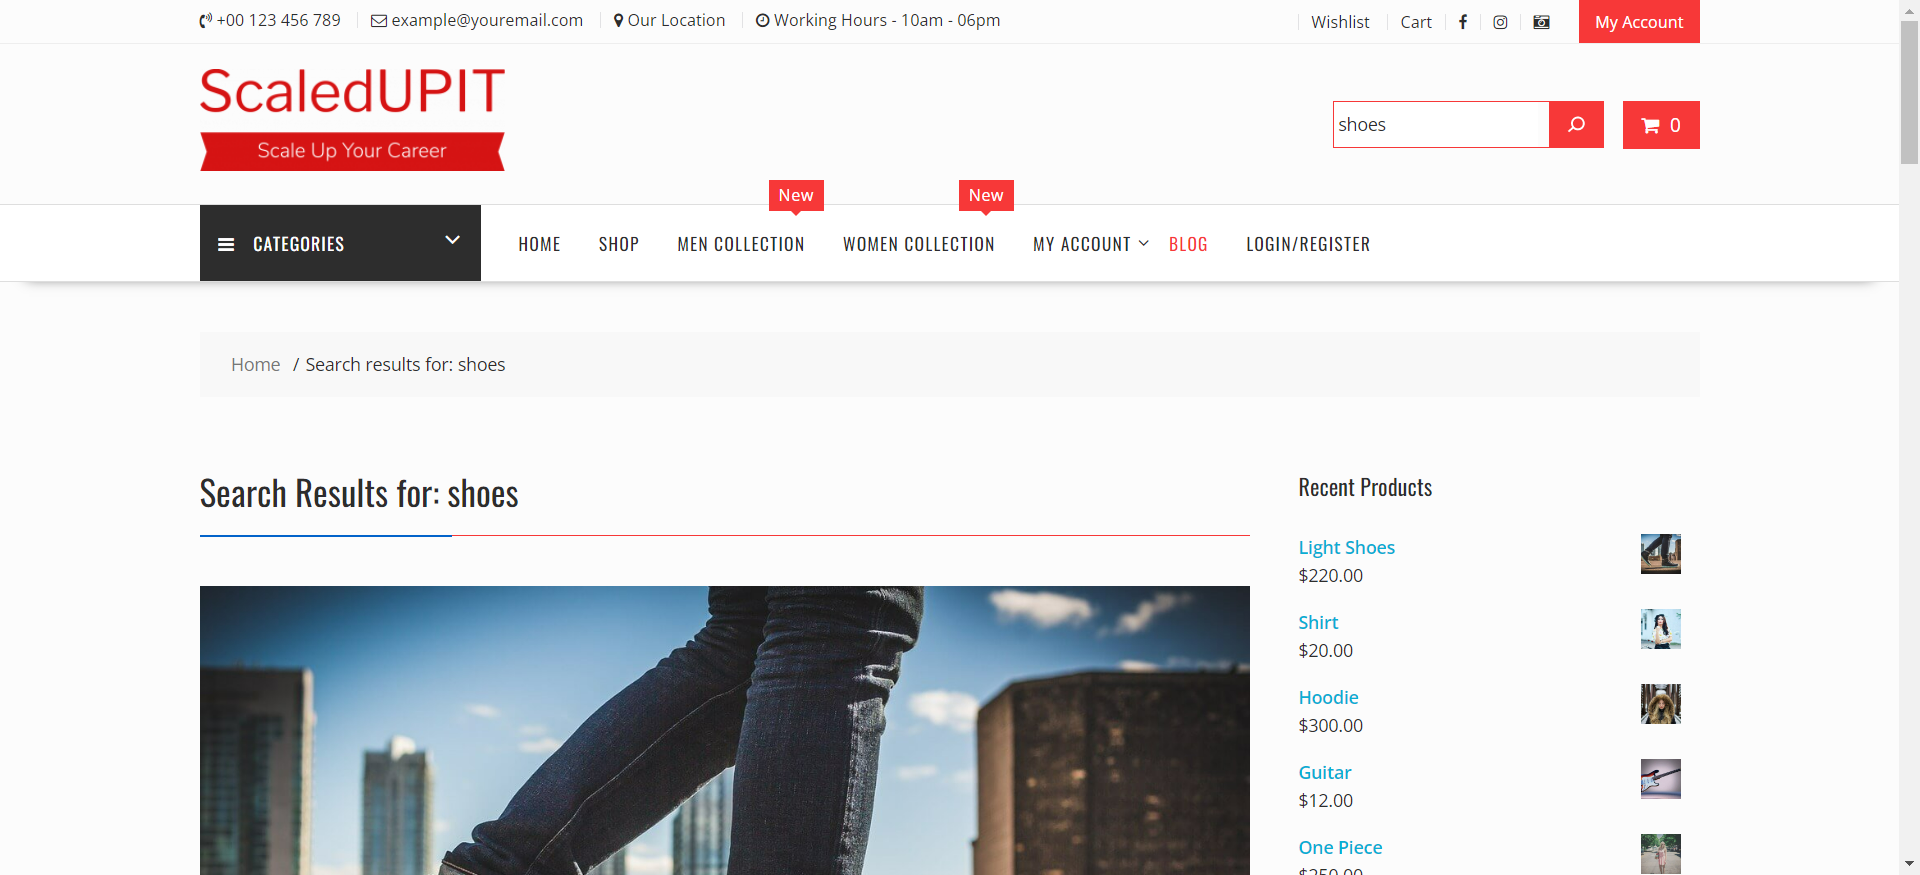 +00 123 456 789 example@youremail.com Our Location Working Hours - 10am - 06pm Wishlist Cart My Account
ScaledUPIT
Scale Up Your Career
shoes 0
New New
CATEGORIES HOME SHOP MEN COLLECTION WOMEN COLLECTION MY ACCOUNT BLOG LOGIN/REGISTER
Home / Search results for: shoes
Search Results for: shoes
Recent Products
Light Shoes
$220.00
Shirt
$20.00
Hoodie
$300.00
Guitar
$12.00
One Piece
$250.00